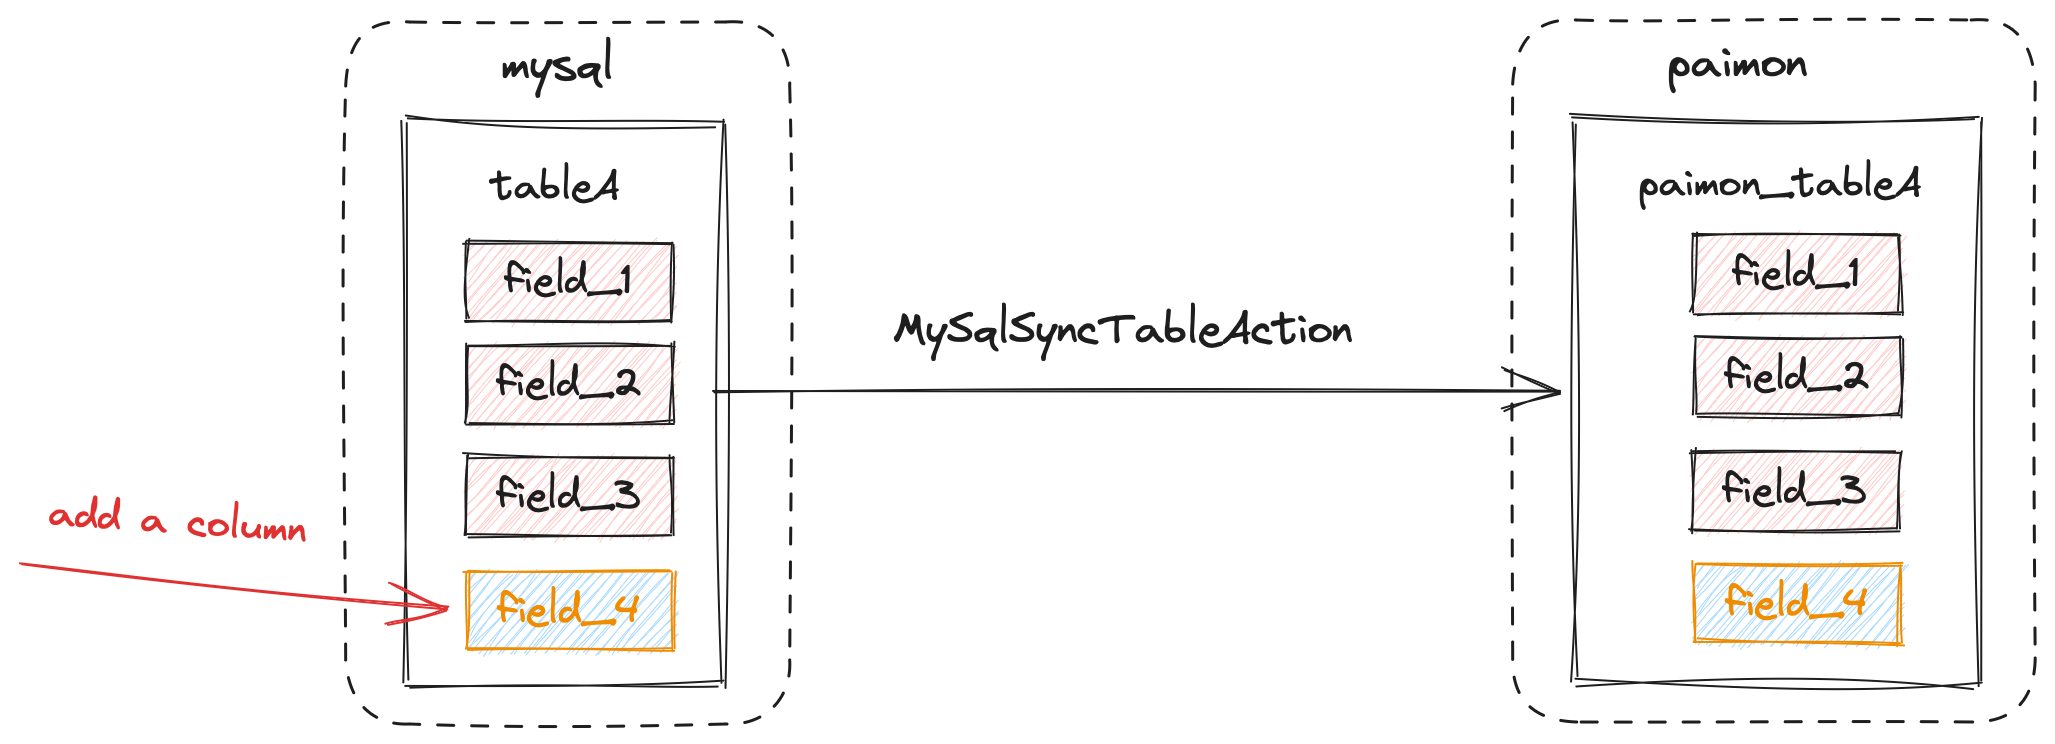 mysql
tableA
field_1
field_2
field_3
field_4
add a column
MySqlSyncTableAction
paimon
paimon_tableA
field_1
field_2
field_3
field_4